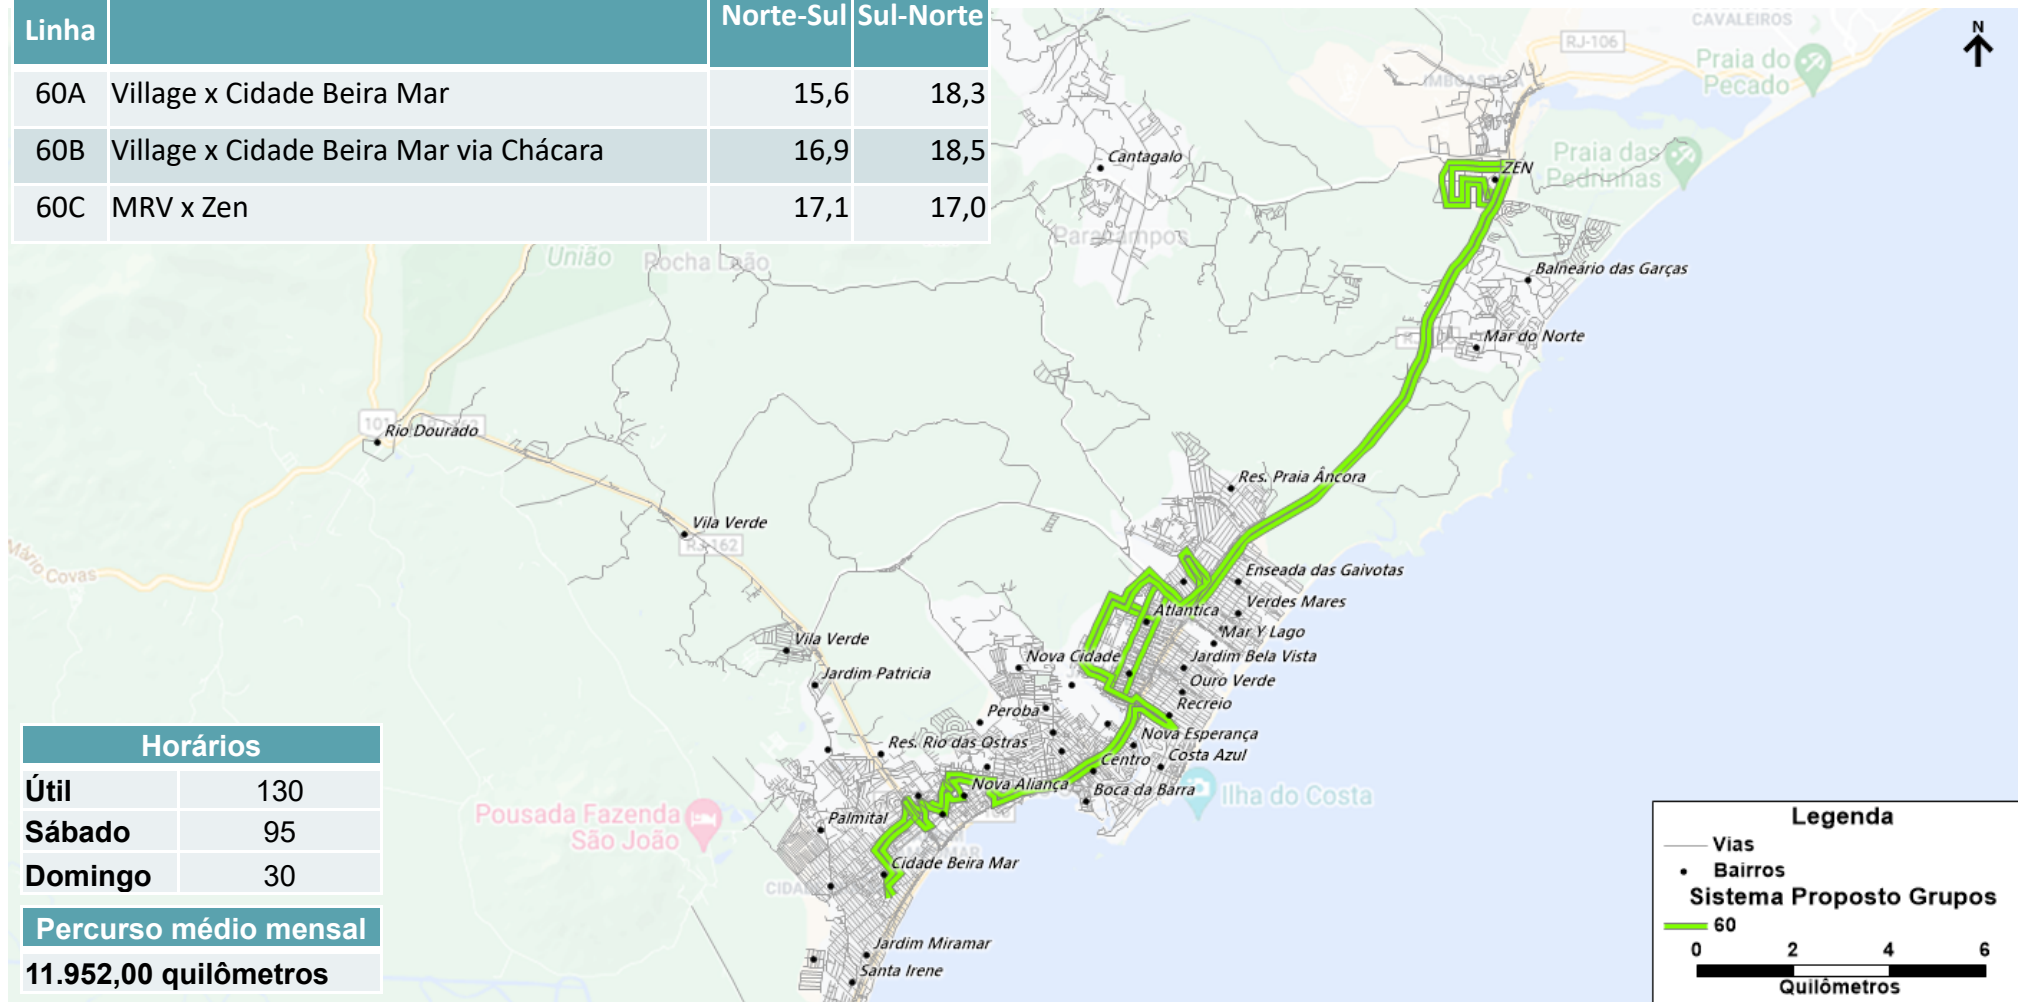 Linha Norte-Sul Sul-Norte
60A Village x Cidade Beira Mar 15,6 18,3
60B Village x Cidade Beira Mar via Chácara 16,9 18,5
60C MRV x Zen 17,1 17,0
CAVALEIROS
RJ-106
N
Praia do
Pecado
Cantagalo
ZEN
Praia das
Pedrinhas
União
Rocha Leão
Balneário das Garças
Mar do Norte
101
Rio Dourado
Res. Praia Âncora
Vila Verde
RJ-162
Mário Covas
Enseada das Gaivotas
Atlantica
Verdes Mares
Mar Y Lago
Vila Verde
Nova Cidade
Jardim Bela Vista
Jardim Patricia
Ouro Verde
Recreio
Peroba
Nova Esperança
Res. Rio das Ostras
Costa Azul
Centro
Nova Aliança
Boca da Barra
Ilha do Costa
Pousada Fazenda
São João
Palmital
Cidade Beira Mar
Jardim Miramar
Santa Irene
Horários
Útil 130
Sábado 95
Domingo 30
Percurso médio mensal
11.952,00 quilômetros
Legenda
Vias
Bairros
Sistema Proposto Grupos
60
0 2 4 6
Quilômetros